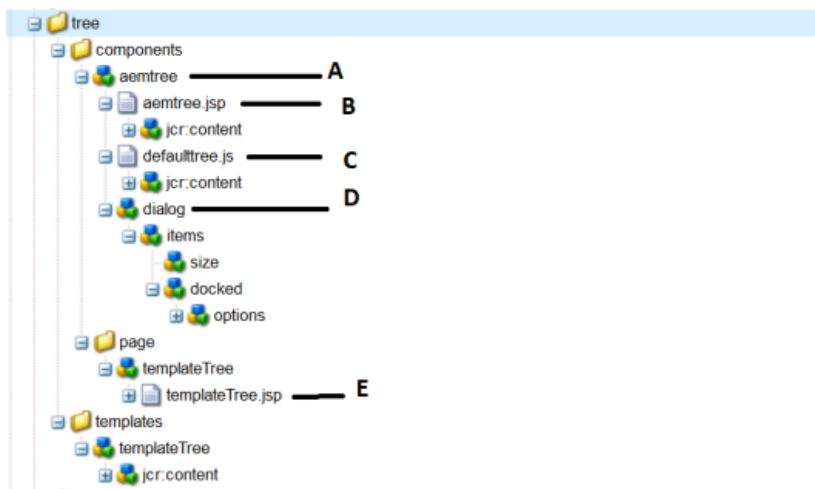 tree
components
aemtree A
aemtree.jsp B
jcr:content
defaulttree.js C
jcr:content
dialog D
items
size
docked
options
page
templateTree
templateTree.jsp E
templates
templateTree
jcr:content